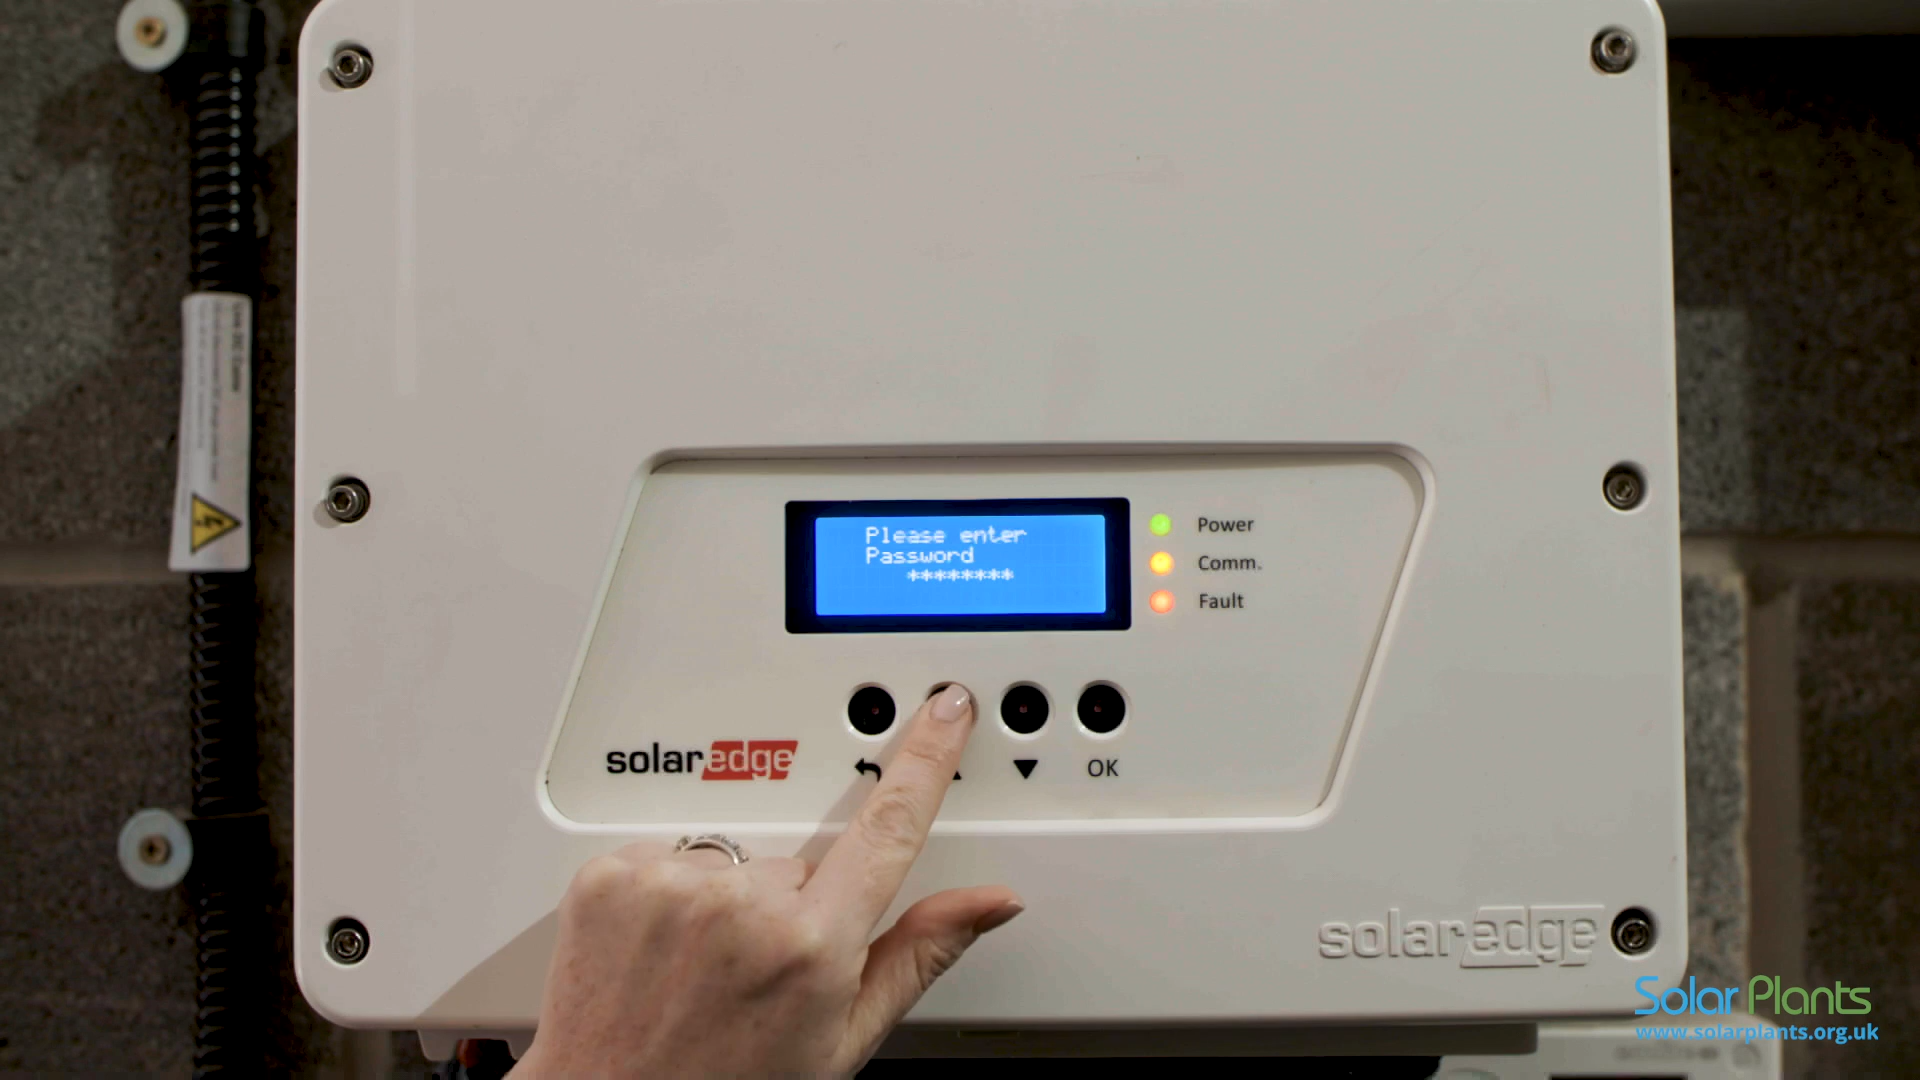 Please enter
Password
********
Power
Comm.
Fault
OK
solaredge
solaredge
Solar Plants
www.solarplants.org.uk